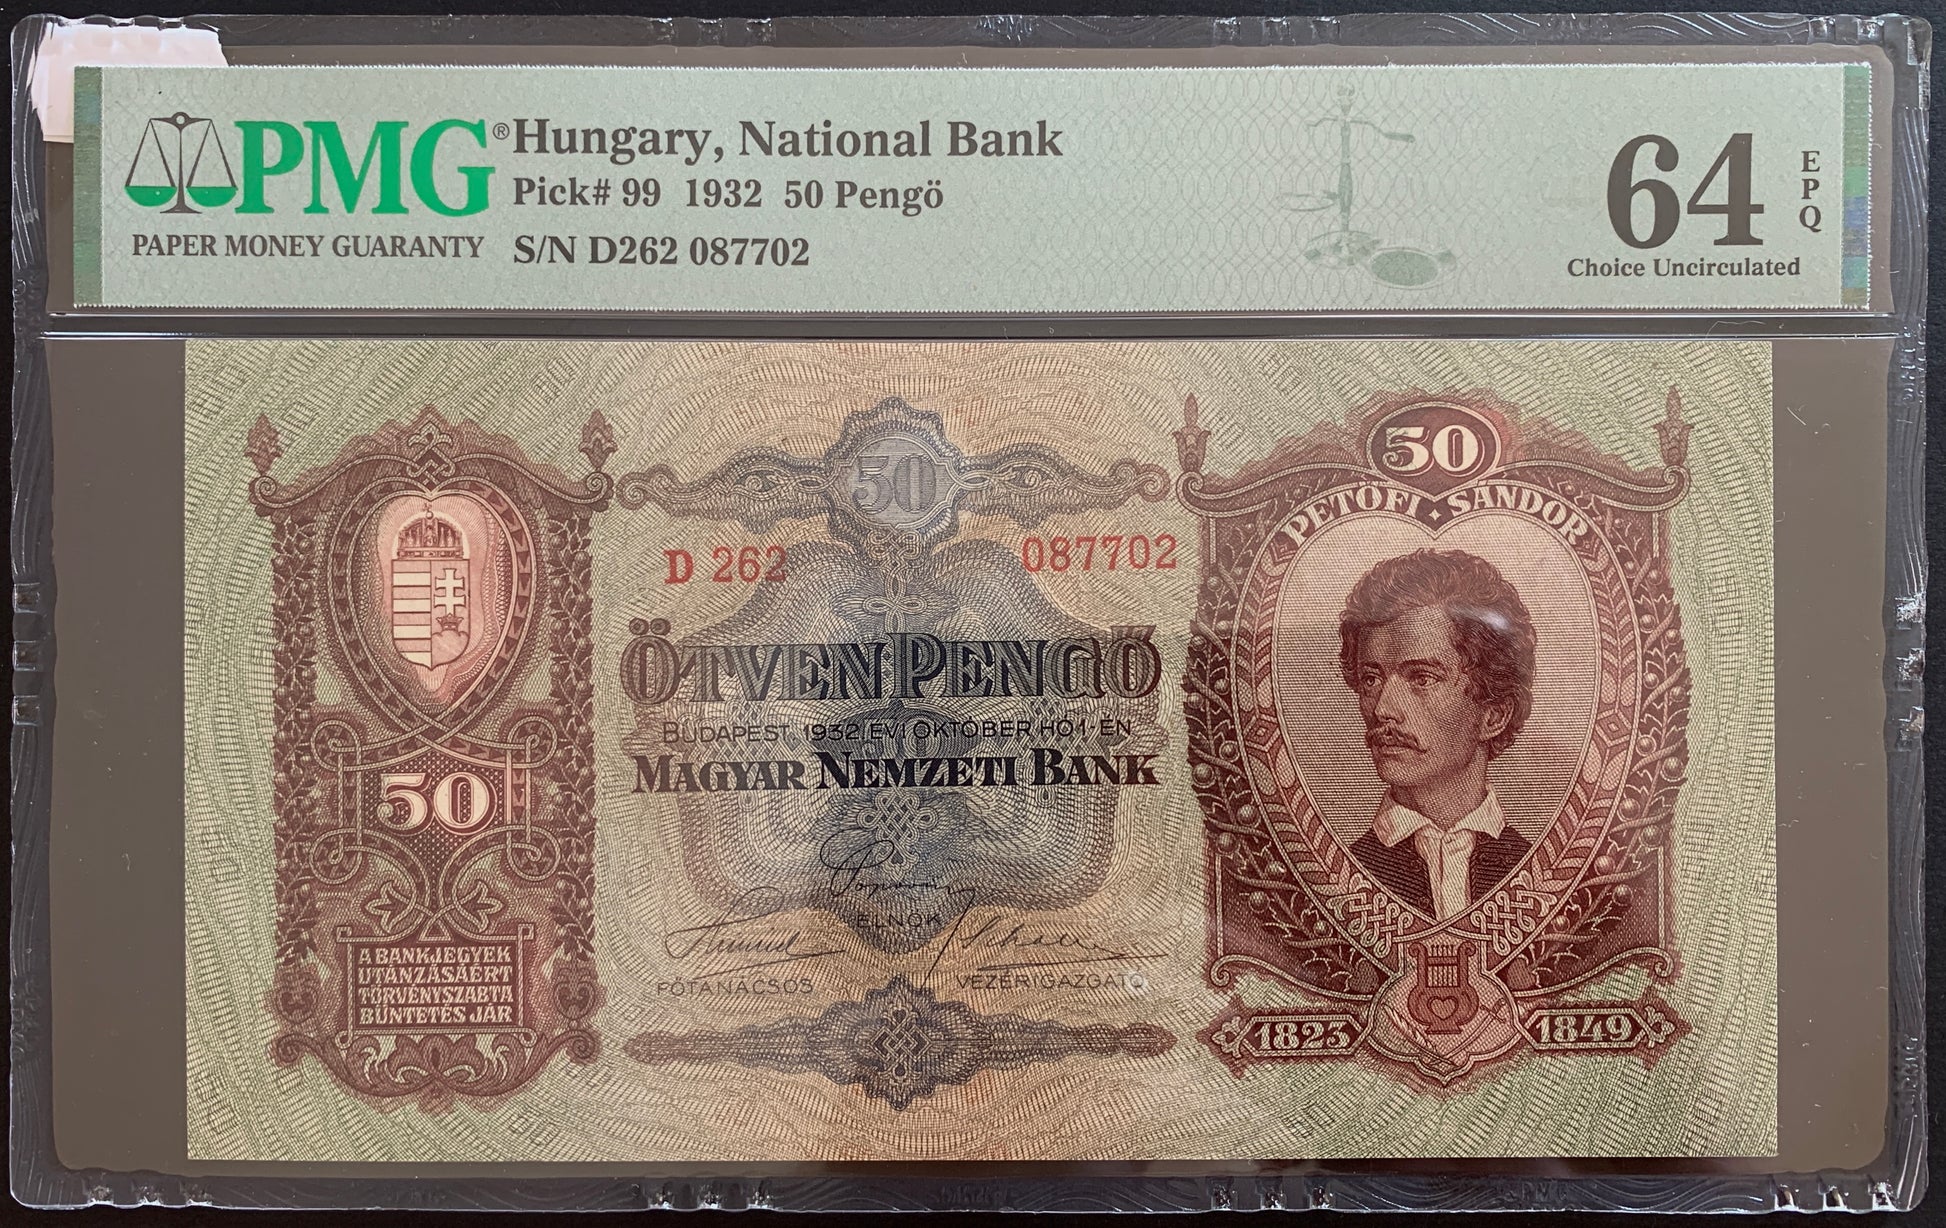 PMG® Hungary, National Bank
Pick# 99 1932 50 Pengö
PAPER MONEY GUARANTY S/N D262 087702
64 EPQ
Choice Uncirculated
50
50
PETŐFI · SÁNDOR
D 262 087702
ÖTVEN PENGŐ
BUDAPEST, 1932. ÉVI OKTÓBER HÓ 1-ÉN
MAGYAR NEMZETI BANK
50
ELNÖK
FŐTANÁCSOS VEZÉRIGAZGATÓ
A BANKJEGYEK
UTÁNZÁSÁÉRT
TÖRVÉNYSZABTA
BÜNTETÉS JÁR
1823 1849